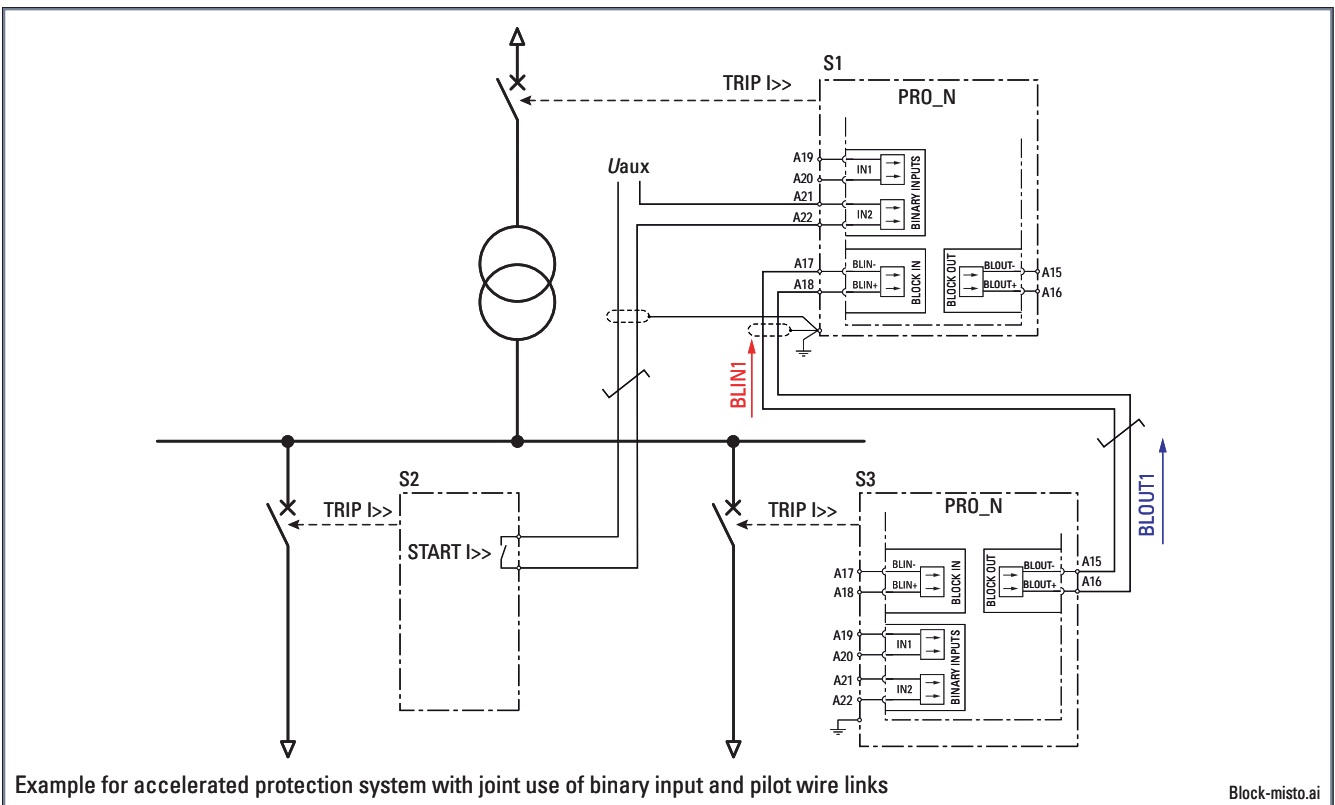 S1
TRIP I>>
PRO_N
Uaux
A19
A20
A21
A22
IN1
IN2
BINARY INPUTS
A17
A18
BLIN-
BLIN+
BLOCK IN
BLOCK OUT
BLOUT-
BLOUT+
A15
A16
BLIN1
BLOUT1
S2
TRIP I>>
START I>>
S3
TRIP I>>
PRO_N
A17
A18
BLIN-
BLIN+
BLOCK IN
BLOCK OUT
BLOUT-
BLOUT+
A15
A16
A19
A20
A21
A22
IN1
IN2
BINARY INPUTS
Example for accelerated protection system with joint use of binary input and pilot wire links
Block-misto.ai